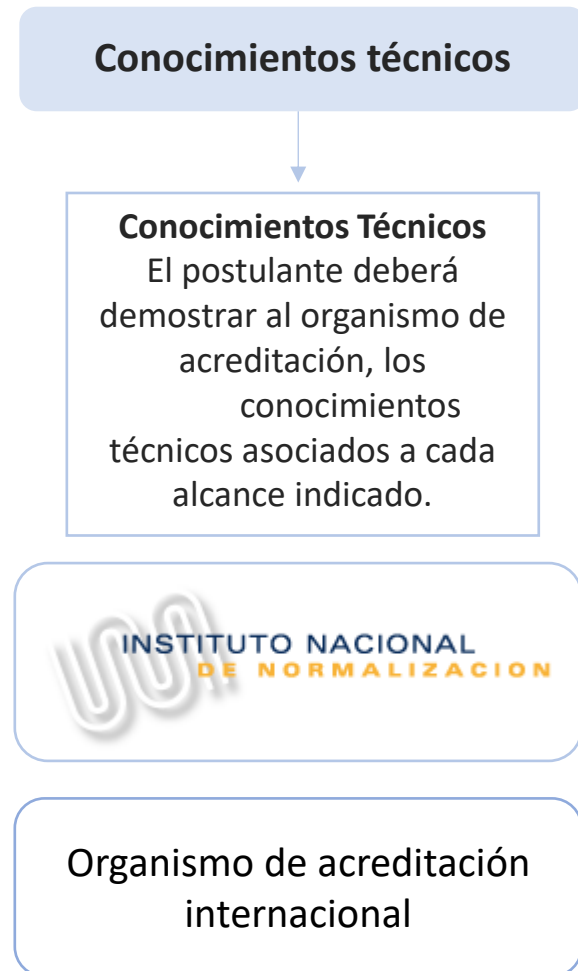 Conocimientos técnicos
Conocimientos Técnicos
El postulante deberá
demostrar al organismo de
acreditación, los
conocimientos
técnicos asociados a cada
alcance indicado.
INSTITUTO NACIONAL
DE NORMALIZACION
Organismo de acreditación
internacional